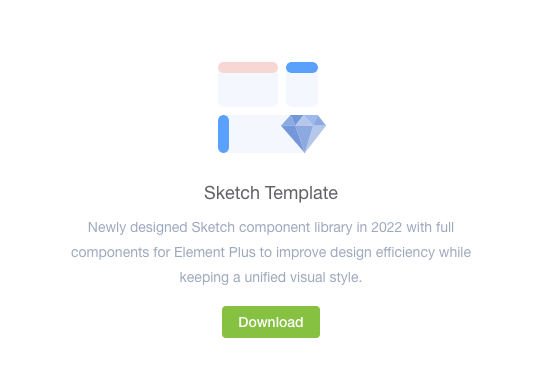 Sketch Template
Newly designed Sketch component library in 2022 with full
components for Element Plus to improve design efficiency while
keeping a unified visual style.
Download